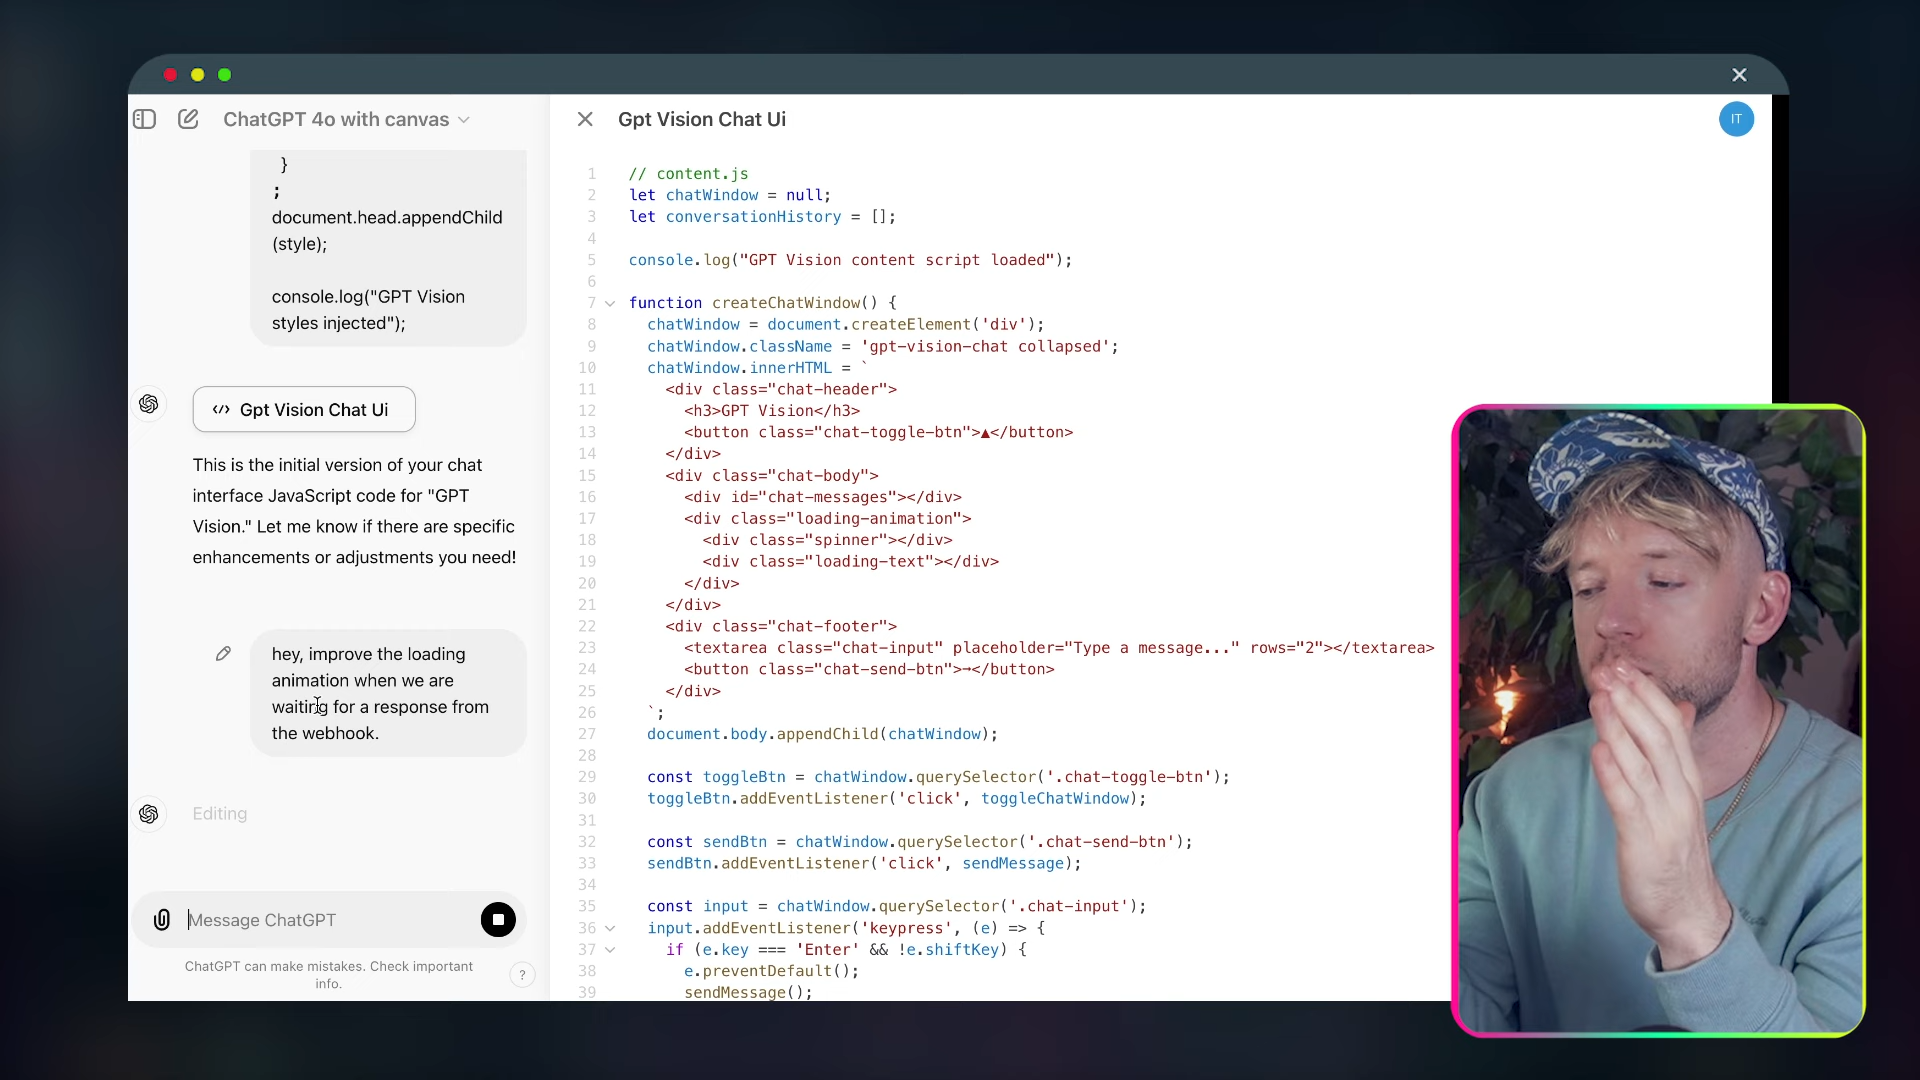 ChatGPT 4o with canvas
}
;
document.head.appendChild
(style);
console.log("GPT Vision
styles injected");
Gpt Vision Chat Ui
This is the initial version of your chat
interface JavaScript code for "GPT
Vision." Let me know if there are specific
enhancements or adjustments you need!
hey, improve the loading
animation when we are
waiting for a response from
the webhook.
Editing
Message ChatGPT
ChatGPT can make mistakes. Check important
info.
?
Gpt Vision Chat Ui
IT
1 // content.js
2 let chatWindow = null;
3 let conversationHistory = [];
4
5 console.log("GPT Vision content script loaded");
6
7 function createChatWindow() {
8 chatWindow = document.createElement('div');
9 chatWindow.className = 'gpt-vision-chat collapsed';
10 chatWindow.innerHTML = `
11 <div class="chat-header">
12 <h3>GPT Vision</h3>
13 <button class="chat-toggle-btn">▲</button>
14 </div>
15 <div class="chat-body">
16 <div id="chat-messages"></div>
17 <div class="loading-animation">
18 <div class="spinner"></div>
19 <div class="loading-text"></div>
20 </div>
21 </div>
22 <div class="chat-footer">
23 <textarea class="chat-input" placeholder="Type a message..." rows="2"></textarea>
24 <button class="chat-send-btn">→</button>
25 </div>
26 `;
27 document.body.appendChild(chatWindow);
28
29 const toggleBtn = chatWindow.querySelector('.chat-toggle-btn');
30 toggleBtn.addEventListener('click', toggleChatWindow);
31
32 const sendBtn = chatWindow.querySelector('.chat-send-btn');
33 sendBtn.addEventListener('click', sendMessage);
34
35 const input = chatWindow.querySelector('.chat-input');
36 input.addEventListener('keypress', (e) => {
37 if (e.key === 'Enter' && !e.shiftKey) {
38 e.preventDefault();
39 sendMessage();